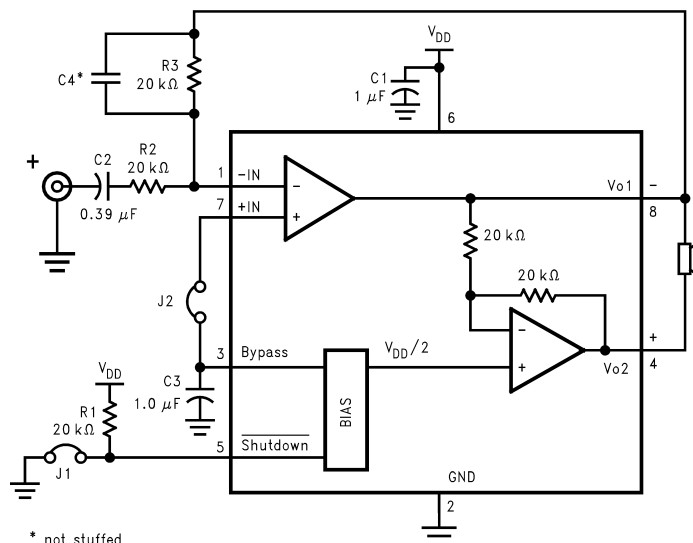 V_DD
R3
20 kΩ
C4*
C1
1 μF
6
+
C2
R2
20 kΩ
0.39 μF
1
-IN
7
+IN
-
+
Vo1
-
8
20 kΩ
20 kΩ
J2
3
Bypass
V_DD/2
-
+
+
4
Vo2
C3
1.0 μF
BIAS
V_DD
R1
20 kΩ
5
Shutdown
J1
GND
2
* not stuffed